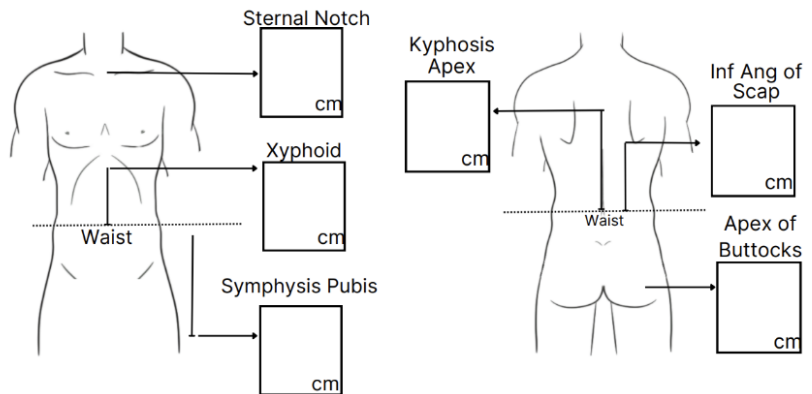 Sternal Notch
cm
Xyphoid
cm
Waist
Symphysis Pubis
cm
Kyphosis
Apex
cm
Inf Ang of
Scap
cm
Waist
Apex of
Buttocks
cm